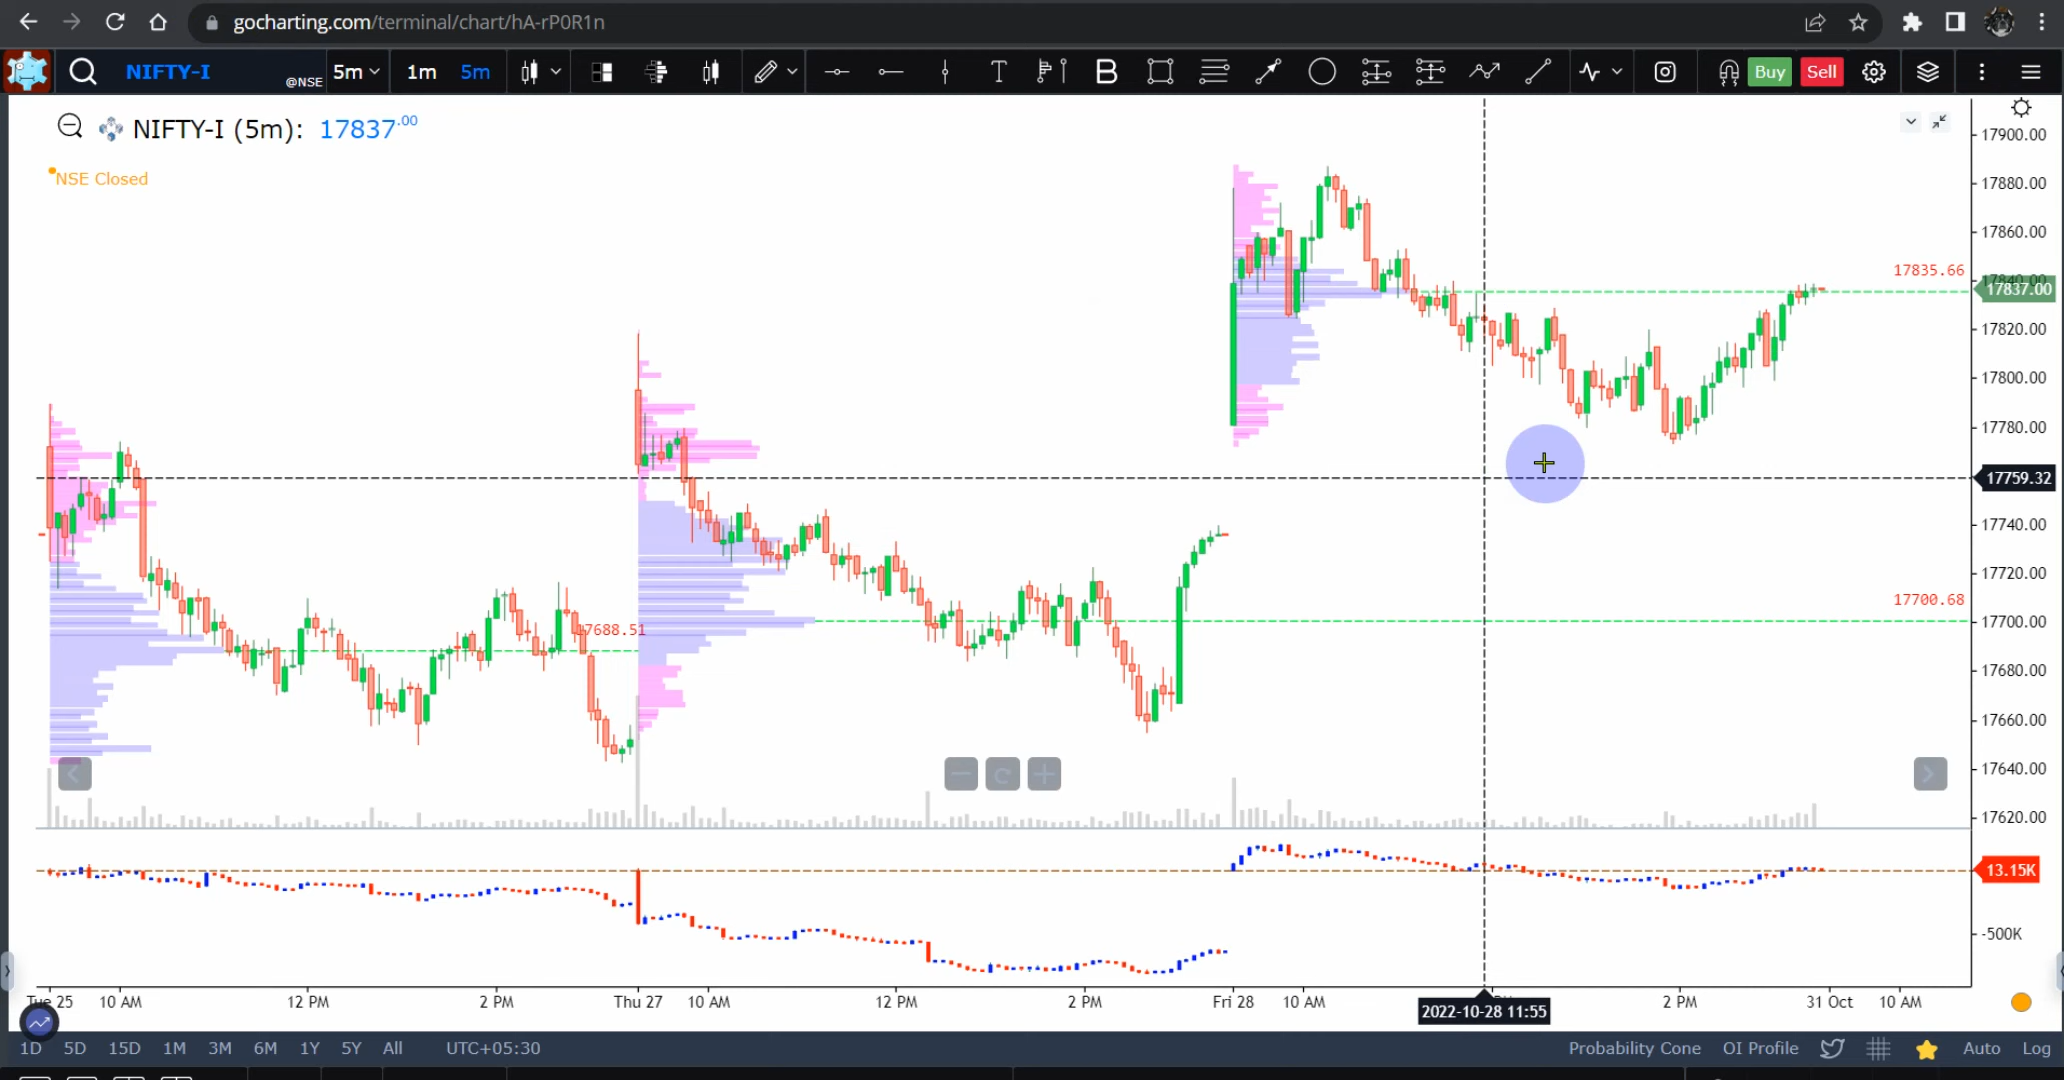 gocharting.com/terminal/chart/hA-rP0R1n
NIFTY-I @NSE 5m 1m 5m T B Buy Sell
NIFTY-I (5m): 17837.00
NSE Closed
17900.00
17880.00
17860.00
17835.66
17837.00
17820.00
17800.00
17780.00
17759.32
17740.00
17720.00
17700.68
17700.00
17688.51
17680.00
17660.00
17640.00
17620.00
13.15K
-500K
Tue 25 10 AM 12 PM 2 PM Thu 27 10 AM 12 PM 2 PM Fri 28 10 AM 2 PM 31 Oct 10 AM
2022-10-28 11:55
1D 5D 15D 1M 3M 6M 1Y 5Y All UTC+05:30 Probability Cone OI Profile Auto Log